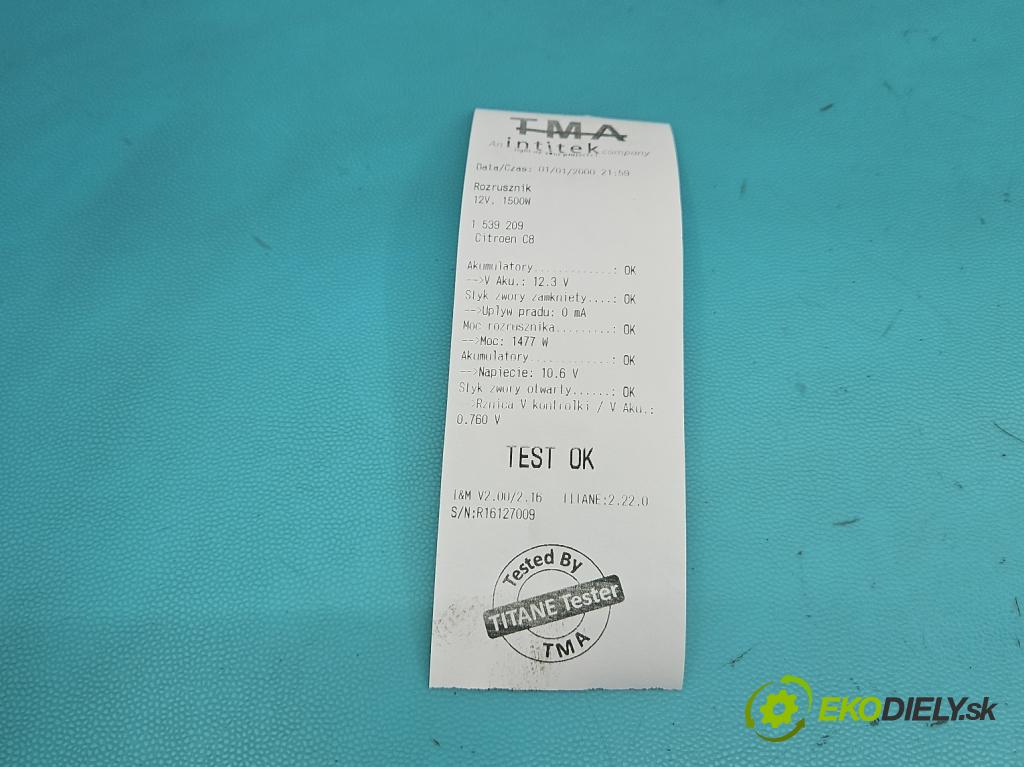 TMA
An intitek company
Data/Czas: 01/01/2000 21:59
Rozrusznik
12V, 1500W
1 539 209
Citroen C8
Akumulatory.............: OK
-->V Aku.: 12.3 V
Styk zwory zamkniety....: OK
-->Uplyw pradu: 0 mA
Moc rozrusznika.........: OK
-->Moc: 1477 W
Akumulatory.............: OK
-->Napiecie: 10.6 V
Styk zwory otwarty......: OK
-->Rznica V kontrolki / V Aku.:
0.760 V
TEST OK
I&M V2.00/2.16 TITANE:2.22.0
S/N:R16127009
Tested By
TITANE Tester
TMA
EKODIELY.sk